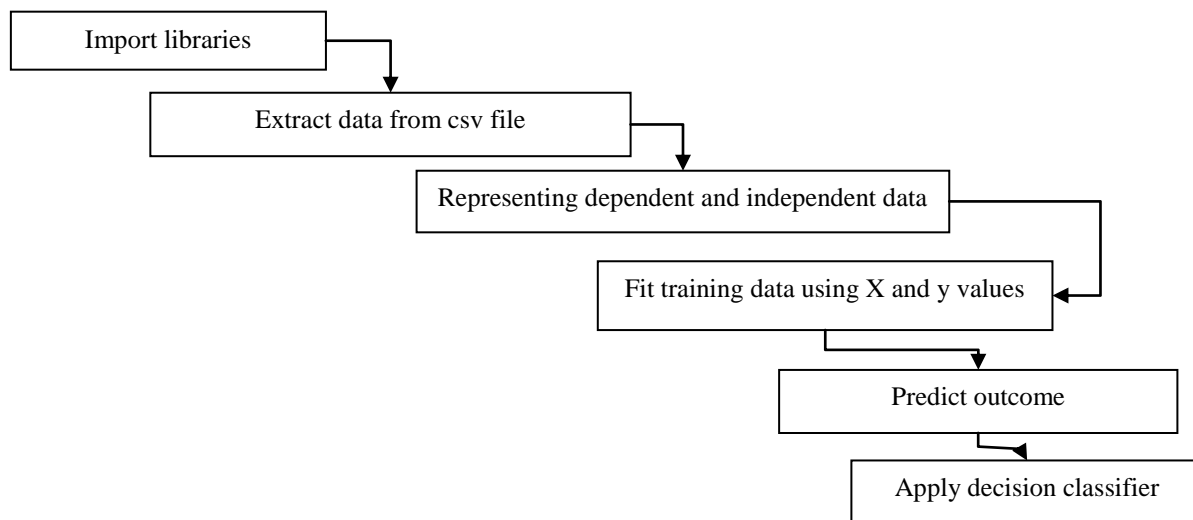 Import libraries
Extract data from csv file
Representing dependent and independent data
Fit training data using X and y values
Predict outcome
Apply decision classifier